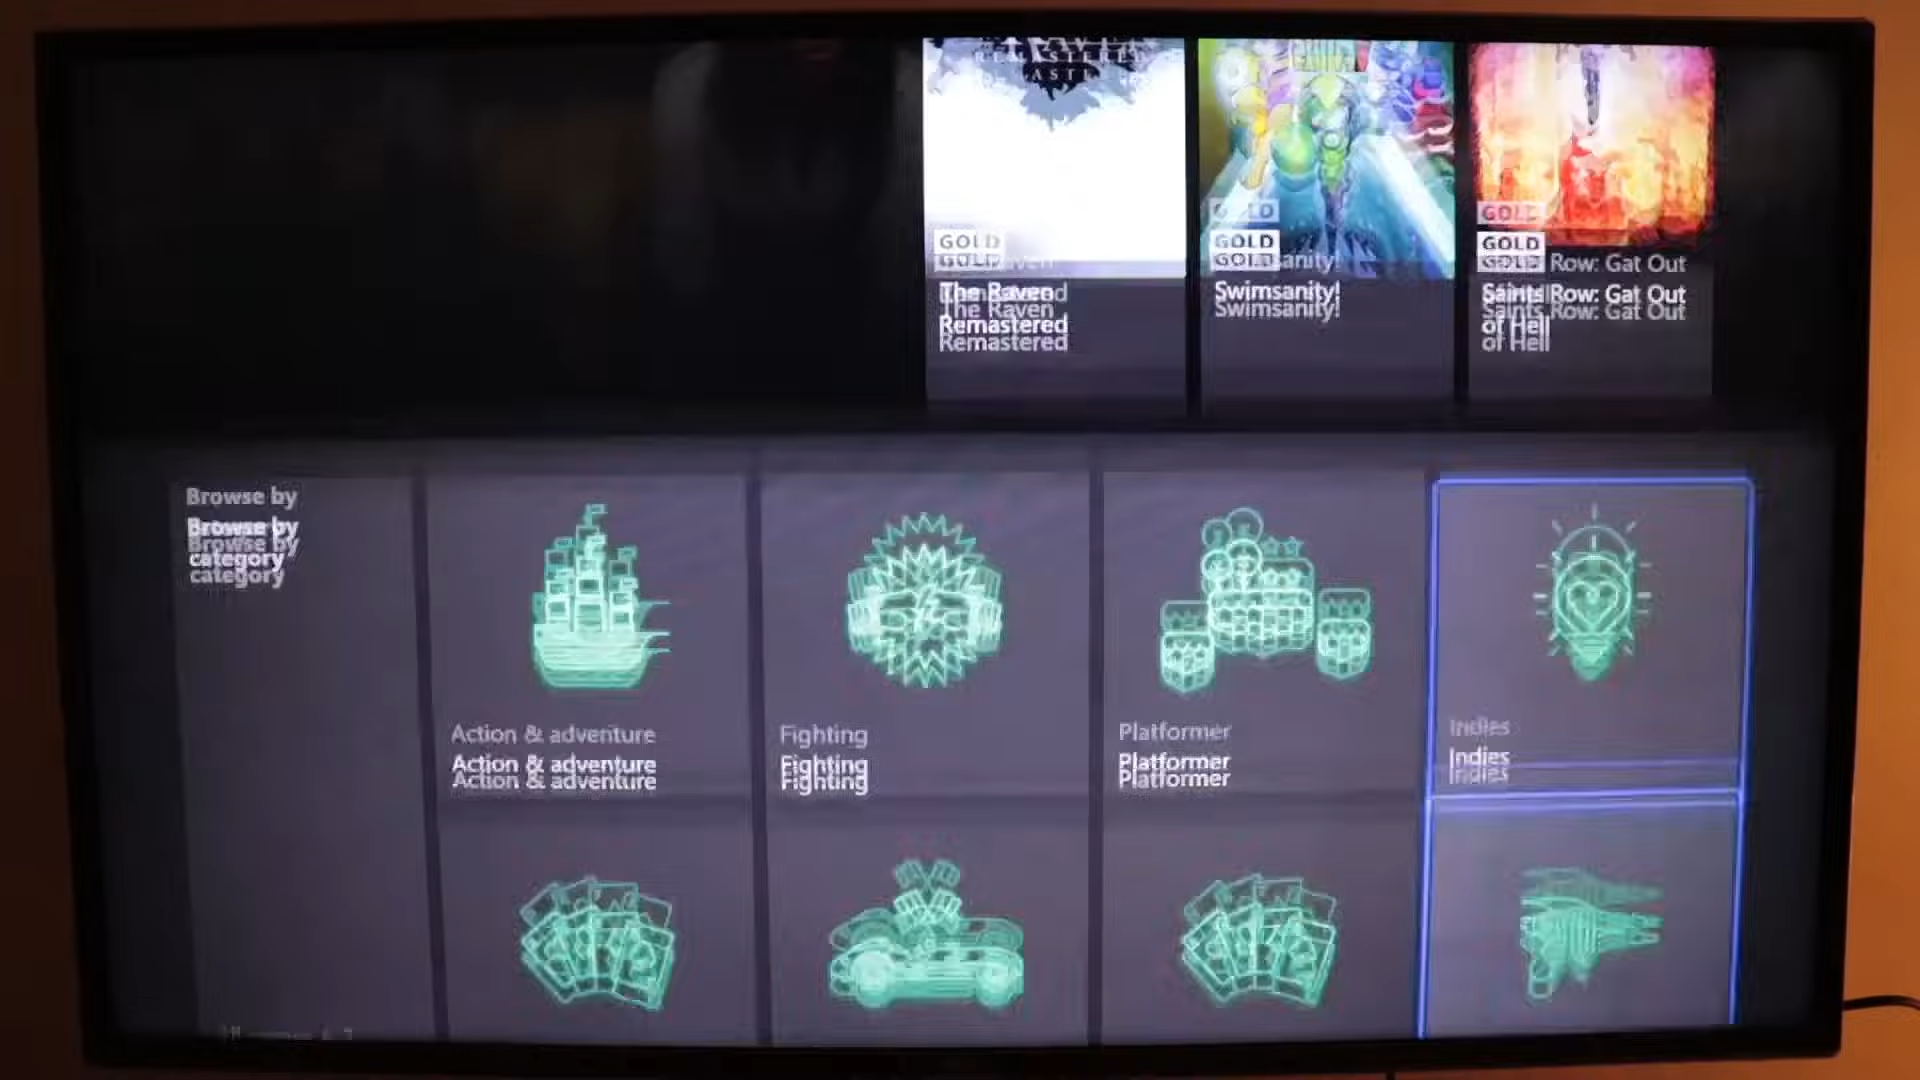 REMASTERED
GOLD
The Raven
Remastered
GOLD
Swimsanity!
GOLD
Saints Row: Gat Out
of Hell
Browse by
category
Action & adventure
Fighting
Platformer
Indies